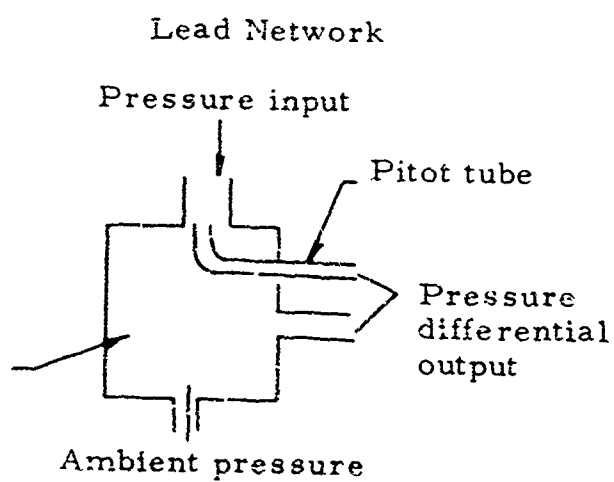 Lead Network
Pressure input
Pitot tube
Pressure
differential
output
Ambient pressure